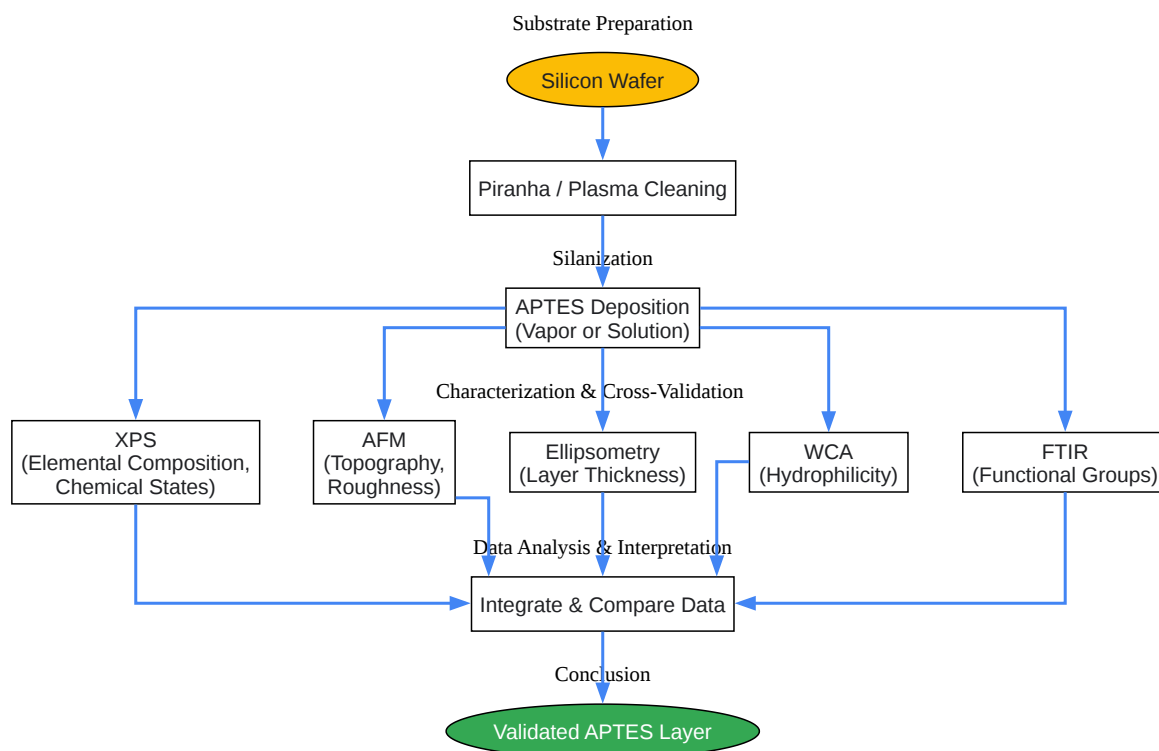 Substrate Preparation
Silicon Wafer
Piranha / Plasma Cleaning
Silanization
APTES Deposition
(Vapor or Solution)
Characterization & Cross-Validation
XPS
(Elemental Composition,
Chemical States)
AFM
(Topography,
Roughness)
Ellipsometry
(Layer Thickness)
WCA
(Hydrophilicity)
FTIR
(Functional Groups)
Data Analysis & Interpretation
Integrate & Compare Data
Conclusion
Validated APTES Layer